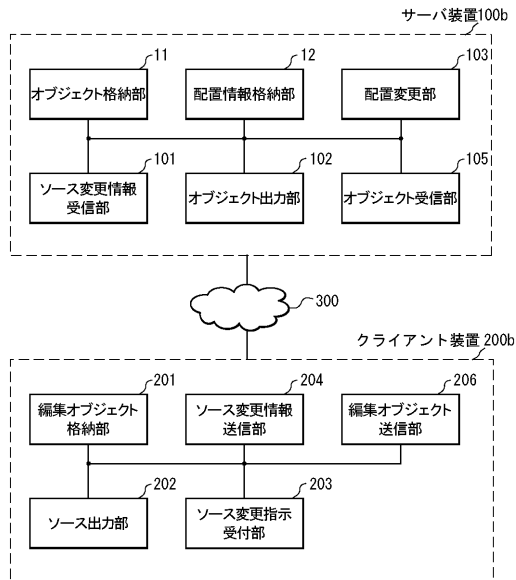 サーバ装置100b
11
12
103
オブジェクト格納部
配置情報格納部
配置変更部
101
102
105
ソース変更情報
受信部
オブジェクト出力部
オブジェクト受信部
300
クライアント装置200b
201
204
206
編集オブジェクト
格納部
ソース変更情報
送信部
編集オブジェクト
送信部
202
203
ソース出力部
ソース変更指示
受付部